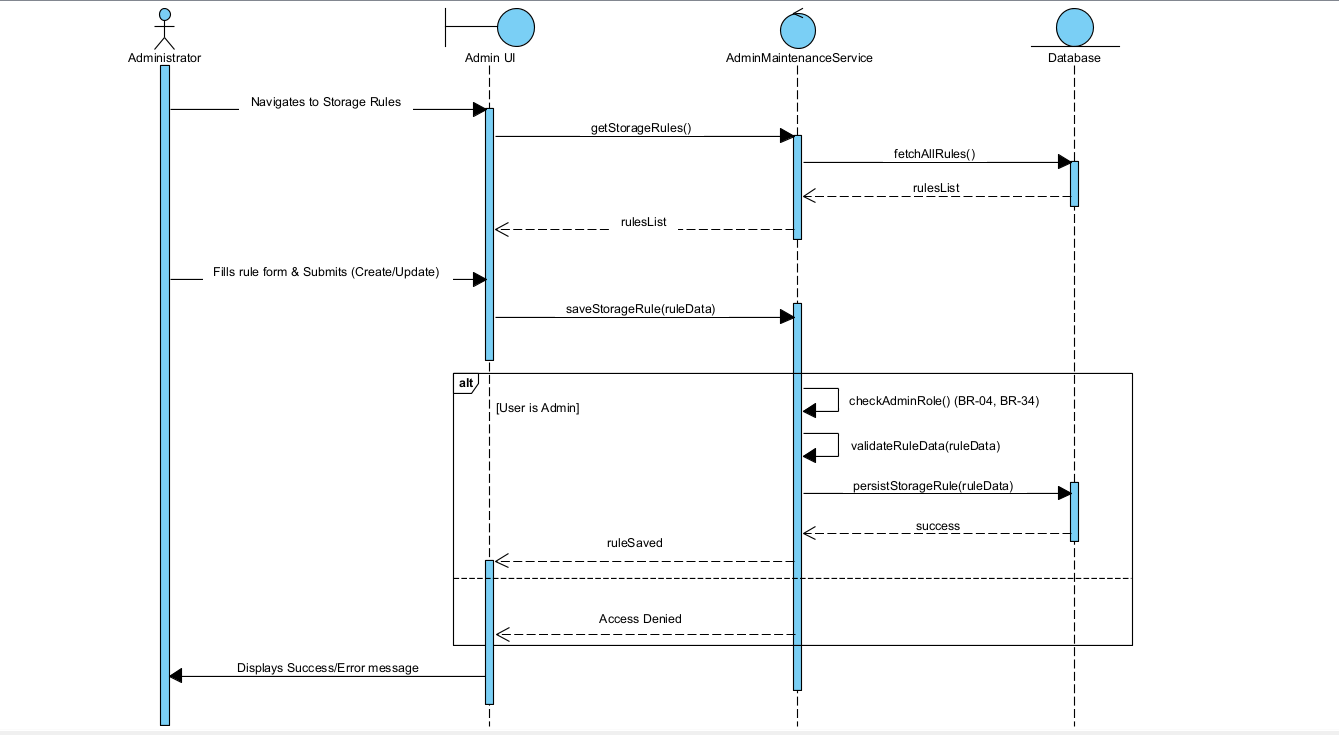 Administrator
Admin UI
AdminMaintenanceService
Database
Navigates to Storage Rules
getStorageRules()
fetchAllRules()
rulesList
rulesList
Fills rule form & Submits (Create/Update)
saveStorageRule(ruleData)
alt
[User is Admin]
checkAdminRole() (BR-04, BR-34)
validateRuleData(ruleData)
persistStorageRule(ruleData)
success
ruleSaved
Access Denied
Displays Success/Error message